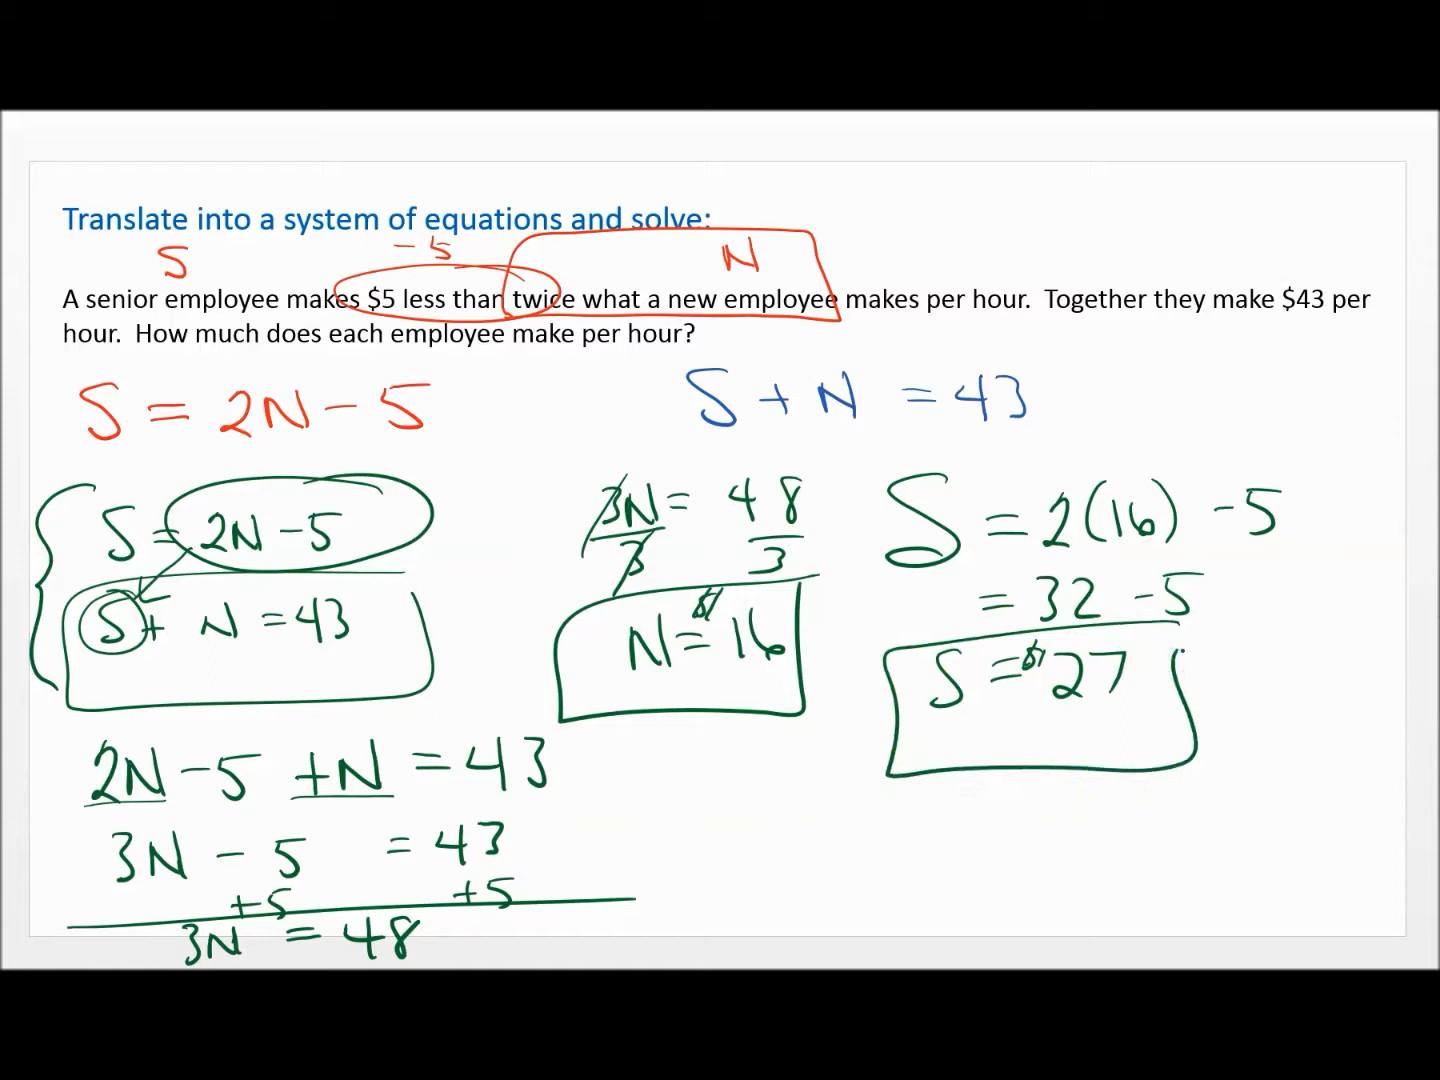 Translate into a system of equations and solve:
S -5 N
A senior employee makes $5 less than twice what a new employee makes per hour. Together they make $43 per
hour. How much does each employee make per hour?
S = 2N - 5
S + N = 43
S = 2N - 5
S + N = 43
2N - 5 + N = 43
3N - 5 = 43
+5 +5
3N = 48
3N = 48
3 3
N = $16
S = 2(16) - 5
= 32 - 5
S = $27